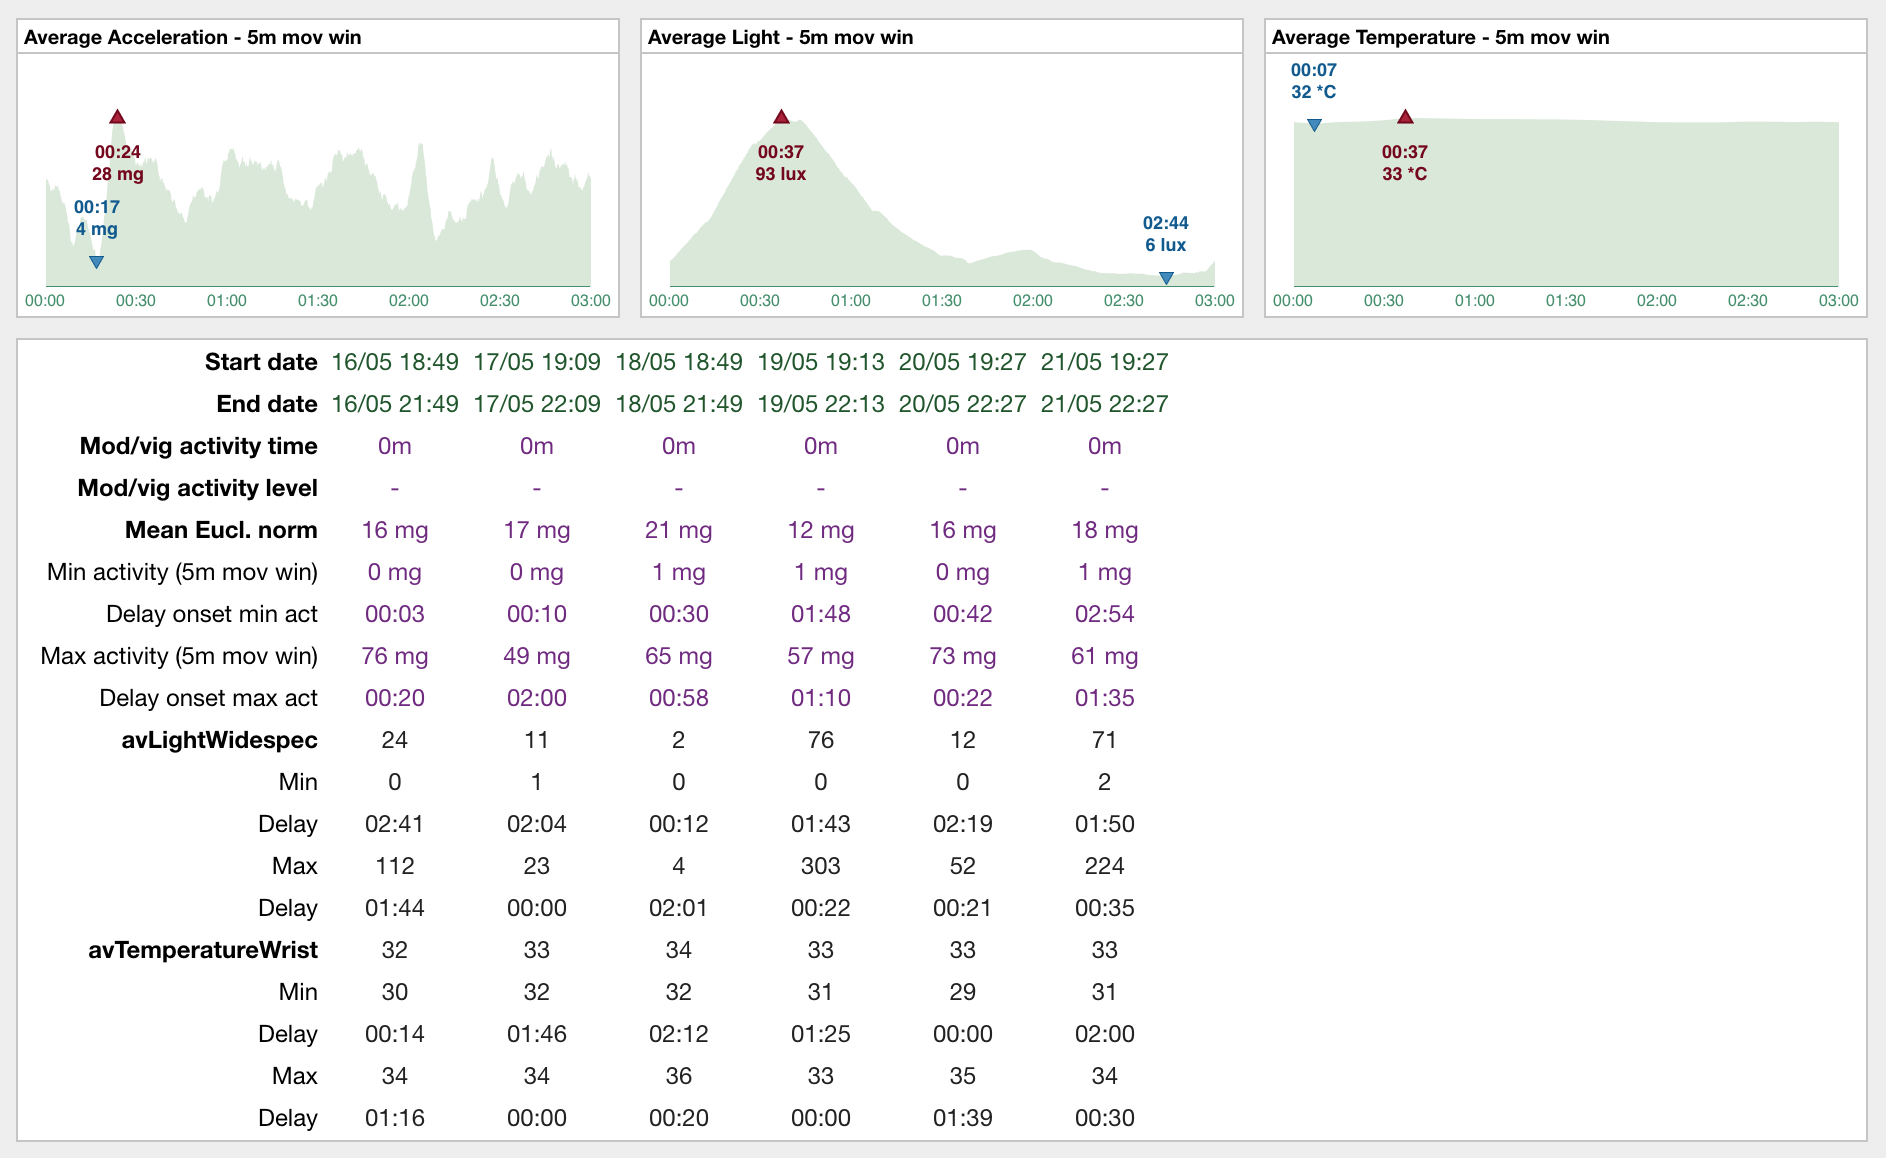 Average Acceleration - 5m mov win
00:24
28 mg
00:17
4 mg
00:00 00:30 01:00 01:30 02:00 02:30 03:00
Average Light - 5m mov win
00:37
93 lux
02:44
6 lux
00:00 00:30 01:00 01:30 02:00 02:30 03:00
Average Temperature - 5m mov win
00:07
32 *C
00:37
33 *C
00:00 00:30 01:00 01:30 02:00 02:30 03:00
Start date 16/05 18:49 17/05 19:09 18/05 18:49 19/05 19:13 20/05 19:27 21/05 19:27
End date 16/05 21:49 17/05 22:09 18/05 21:49 19/05 22:13 20/05 22:27 21/05 22:27
Mod/vig activity time 0m 0m 0m 0m 0m 0m
Mod/vig activity level - - - - - -
Mean Eucl. norm 16 mg 17 mg 21 mg 12 mg 16 mg 18 mg
Min activity (5m mov win) 0 mg 0 mg 1 mg 1 mg 0 mg 1 mg
Delay onset min act 00:03 00:10 00:30 01:48 00:42 02:54
Max activity (5m mov win) 76 mg 49 mg 65 mg 57 mg 73 mg 61 mg
Delay onset max act 00:20 02:00 00:58 01:10 00:22 01:35
avLightWidespec 24 11 2 76 12 71
Min 0 1 0 0 0 2
Delay 02:41 02:04 00:12 01:43 02:19 01:50
Max 112 23 4 303 52 224
Delay 01:44 00:00 02:01 00:22 00:21 00:35
avTemperatureWrist 32 33 34 33 33 33
Min 30 32 32 31 29 31
Delay 00:14 01:46 02:12 01:25 00:00 02:00
Max 34 34 36 33 35 34
Delay 01:16 00:00 00:20 00:00 01:39 00:30